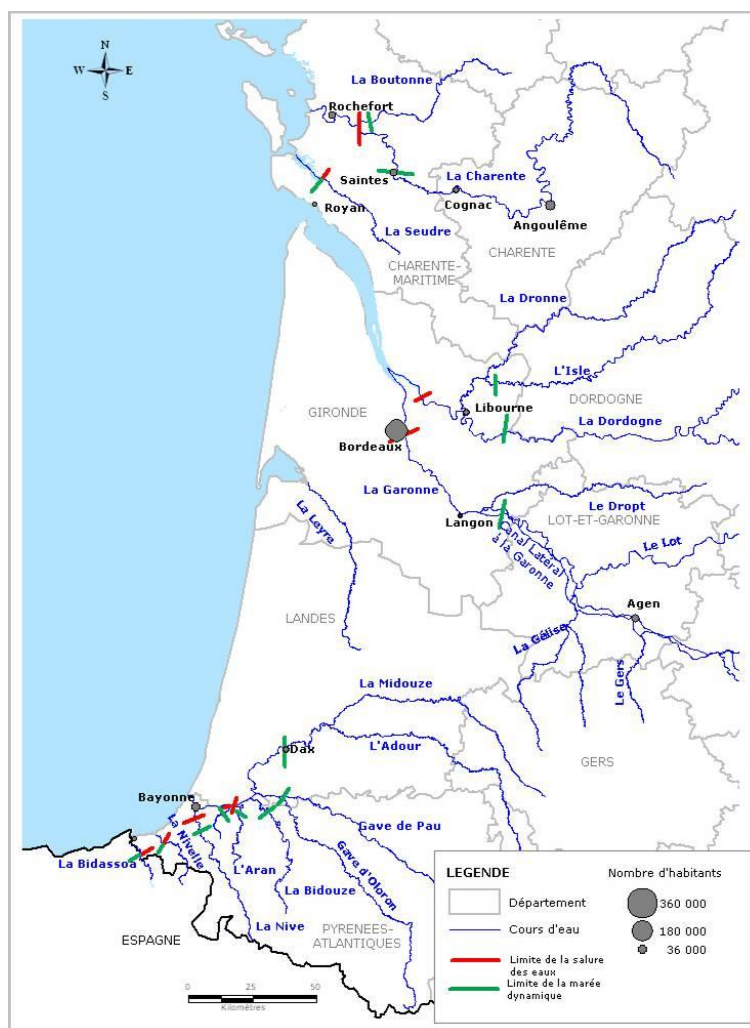 N
W E
S
La Boutonne
Rochefort
Saintes
La Charente
Cognac
Royan
Angoulême
La Seudre
CHARENTE
CHARENTE-
MARITIME
La Dronne
L'Isle
DORDOGNE
Libourne
GIRONDE
La Dordogne
Bordeaux
La Garonne
Le Dropt
Langon
LOT-ET-GARONNE
La Leyre
Canal Latéral
à la Garonne
Le Lot
Agen
LANDES
La Gélise
Le Gers
La Midouze
Dax
L'Adour
GERS
Bayonne
Gave de Pau
La Nivelle
Gave d'Oloron
La Bidassoa
L'Aran
La Bidouze
La Nive
PYRENEES-
ATLANTIQUES
ESPAGNE
0 25 50
Kilomètres
LEGENDE
Nombre d'habitants
Département
360 000
Cours d'eau
180 000
36 000
Limite de la salure
des eaux
Limite de la marée
dynamique